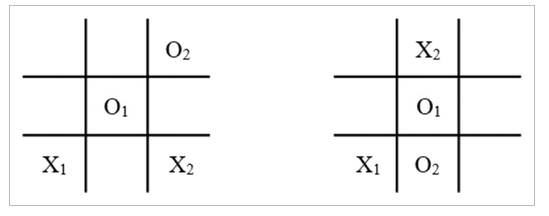 O₂ X₂
O₁ O₁
X₁ X₂ X₁ O₂